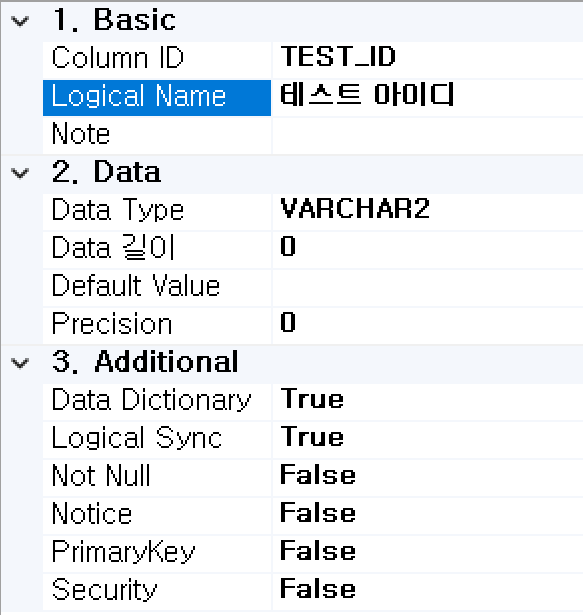 1. Basic
Column ID TEST_ID
Logical Name 테스트 아이디
Note
2. Data
Data Type VARCHAR2
Data 길이 0
Default Value
Precision 0
3. Additional
Data Dictionary True
Logical Sync True
Not Null False
Notice False
PrimaryKey False
Security False